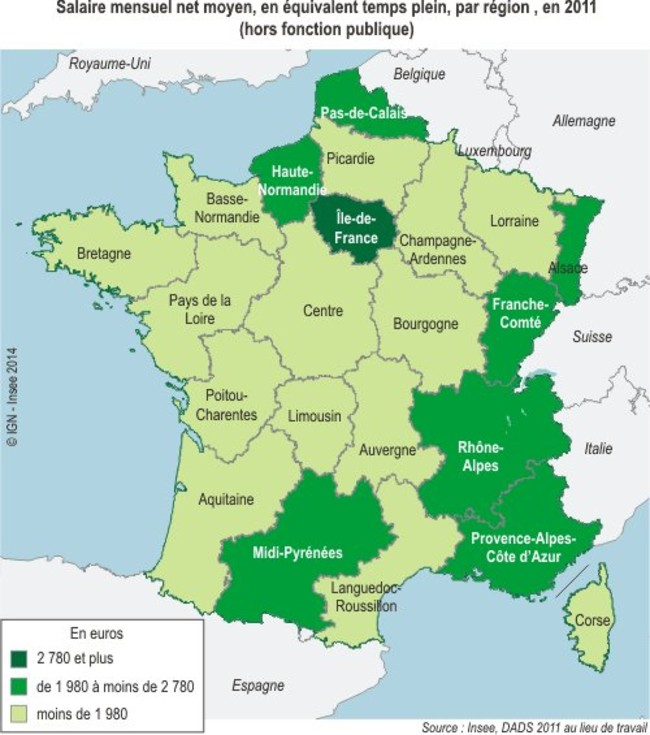 Salaire mensuel net moyen, en équivalent temps plein, par région , en 2011
(hors fonction publique)
Royaume-Uni
Belgique
Allemagne
Pas-de-Calais
Luxembourg
Picardie
Haute-
Normandie
Basse-
Normandie
Île-de-
France
Lorraine
Champagne-
Ardennes
Alsace
Bretagne
Pays de la
Loire
Centre
Bourgogne
Franche-
Comté
Suisse
Poitou-
Charentes
Limousin
Auvergne
Rhône-
Alpes
Italie
Aquitaine
Midi-Pyrénées
Provence-Alpes-
Côte d'Azur
Languedoc-
Roussillon
Corse
Espagne
© IGN - Insee 2014
En euros
2 780 et plus
de 1 980 à moins de 2 780
moins de 1 980
Source : Insee, DADS 2011 au lieu de travail